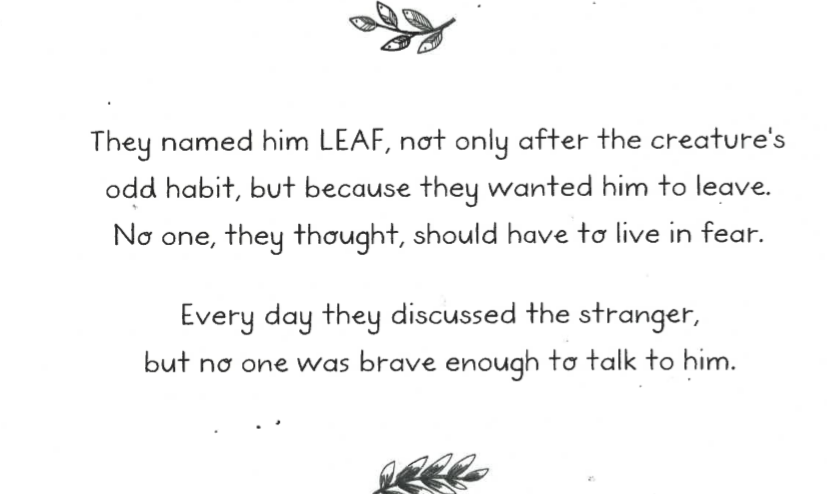 They named him LEAF, not only after the creature's
odd habit, but because they wanted him to leave.
No one, they thought, should have to live in fear.
Every day they discussed the stranger,
but no one was brave enough to talk to him.